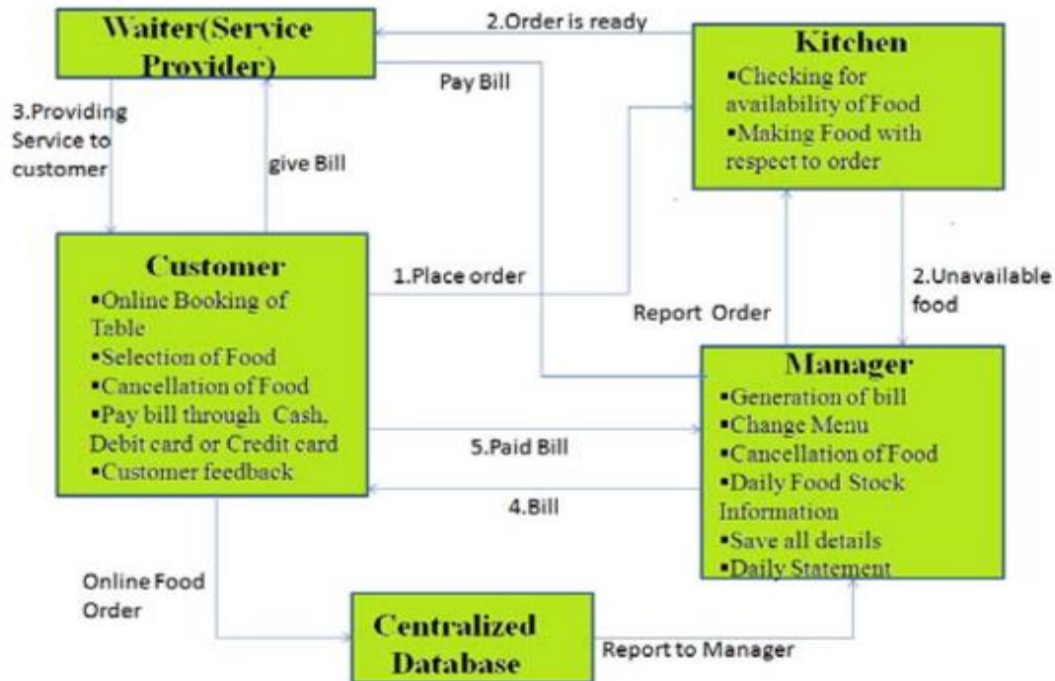 Waiter(Service
Provider)
2.Order is ready
Kitchen
▪Checking for
availability of Food
▪Making Food with
respect to order
Pay Bill
3.Providing
Service to
customer
give Bill
Customer
▪Online Booking of
Table
▪Selection of Food
▪Cancellation of Food
▪Pay bill through Cash,
Debit card or Credit card
▪Customer feedback
1.Place order
Report Order
2.Unavailable
food
Manager
▪Generation of bill
▪Change Menu
▪Cancellation of Food
▪Daily Food Stock
Information
▪Save all details
▪Daily Statement
5.Paid Bill
4.Bill
Online Food
Order
Centralized
Database
Report to Manager